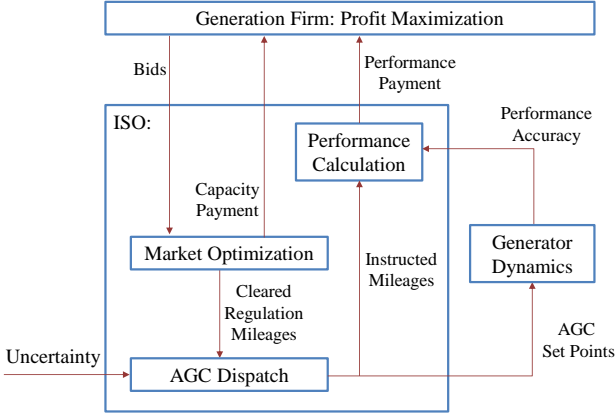 Generation Firm: Profit Maximization
Bids
Performance
Payment
ISO:
Performance
Calculation
Performance
Accuracy
Capacity
Payment
Market Optimization
Instructed
Mileages
Generator
Dynamics
Cleared
Regulation
Mileages
AGC
Set Points
Uncertainty
AGC Dispatch